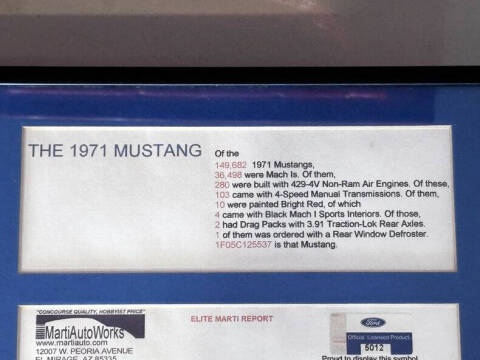 THE 1971 MUSTANG
Of the
149,682 1971 Mustangs,
36,498 were Mach Is. Of them,
280 were built with 429-4V Non-Ram Air Engines. Of these,
103 came with 4-Speed Manual Transmissions. Of them,
10 were painted Bright Red, of which
4 came with Black Mach I Sports Interiors. Of those,
2 had Drag Packs with 3.91 Traction-Lok Rear Axles.
1 of them was ordered with a Rear Window Defroster.
1F05C125537 is that Mustang.
"CONCOURSE QUALITY, HOBBYIST PRICE"
MartiAutoWorks
12007 W. PEORIA AVENUE
EL MIRAGE, AZ 85335
ELITE MARTI REPORT
Ford
Official Licensed Product
5012
Proud to display this symbol